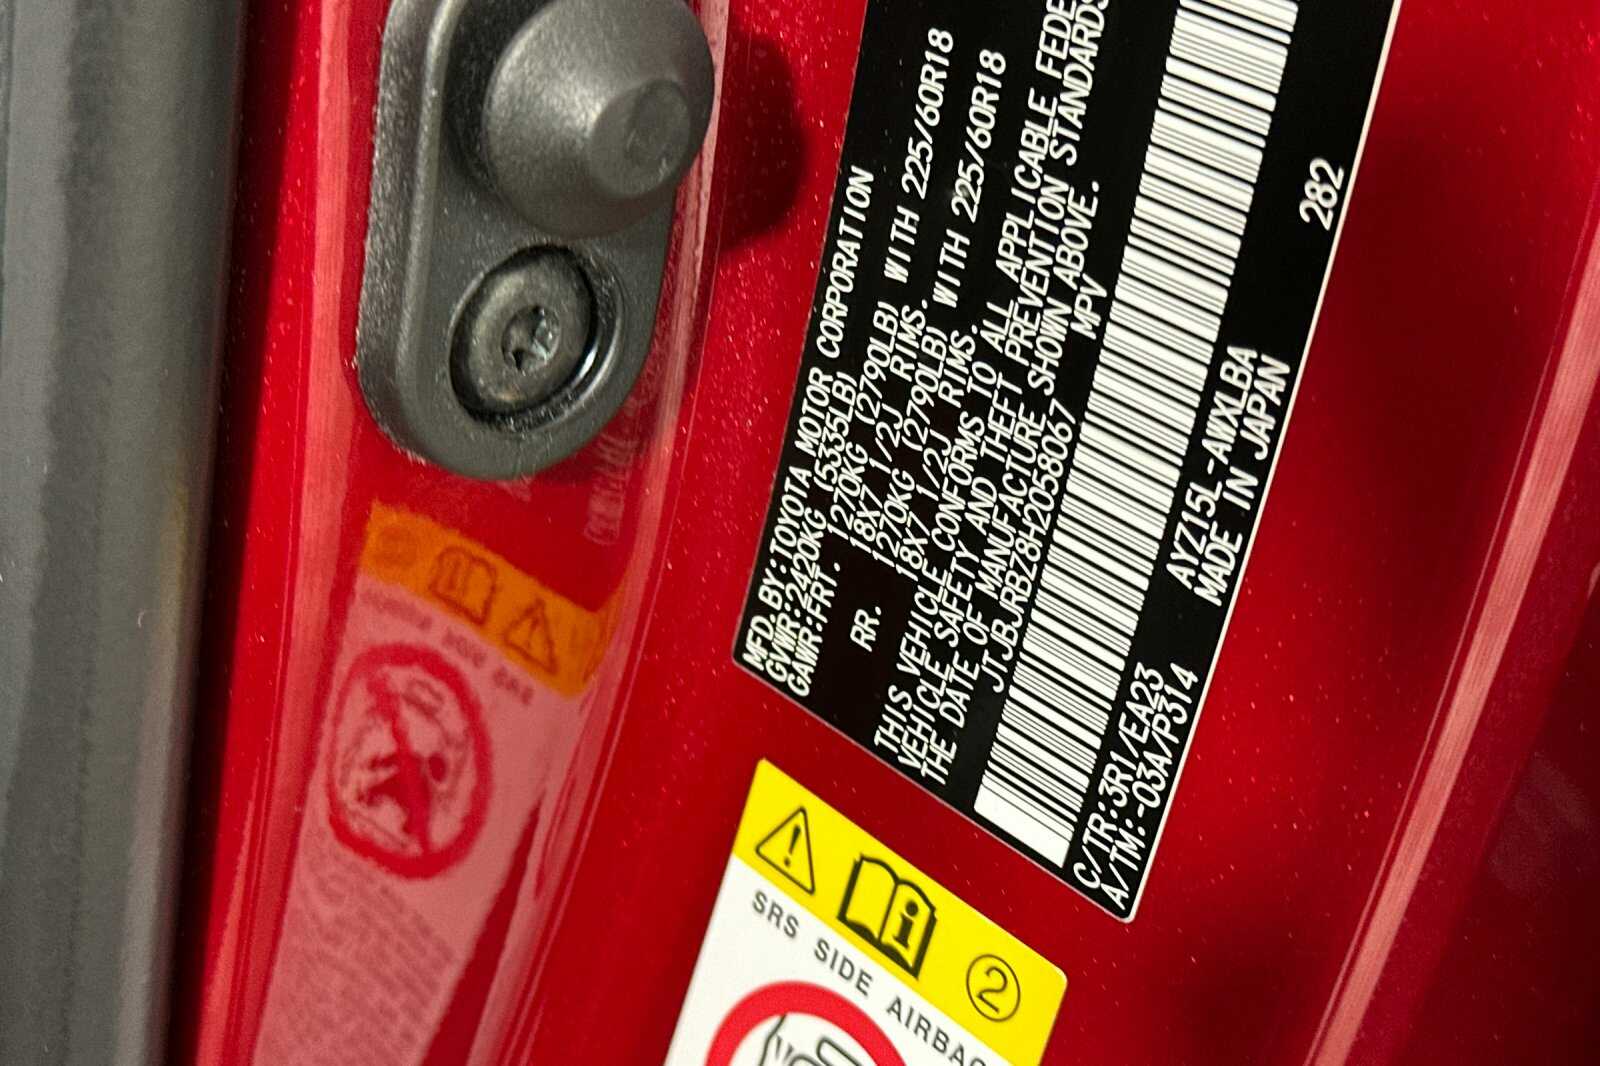 MFD.BY:TOYOTA MOTOR CORPORATION
GVWR:2420KG (5335LB)
GAWR:FRT. 1270KG (2790LB) WITH 225/60R18
18X7 1/2J RIMS.
RR. 1270KG (2790LB) WITH 225/60R18
18X7 1/2J RIMS.
THIS VEHICLE CONFORMS TO ALL APPLICABLE
VEHICLE SAFETY AND THEFT PREVENTION STANDARDS
THE DATE OF MANUFACTURE SHOWN ABOVE.
JTJBJRBZ8H2058067 MPV
C/TR:3R1/EA23 AYZ15L-AWXLBA 282
A/TM:-03A/P314 MADE IN JAPAN
2
SRS SIDE